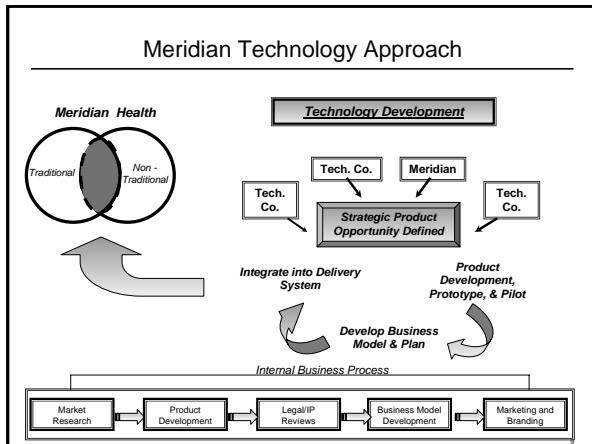 Meridian Technology Approach
Meridian Health
Traditional
Non -
Traditional
Technology Development
Tech. Co.
Meridian
Tech.
Co.
Tech.
Co.
Strategic Product
Opportunity Defined
Integrate into Delivery
System
Product
Development,
Prototype, & Pilot
Develop Business
Model & Plan
Internal Business Process
Market
Research
Product
Development
Legal/IP
Reviews
Business Model
Development
Marketing and
Branding